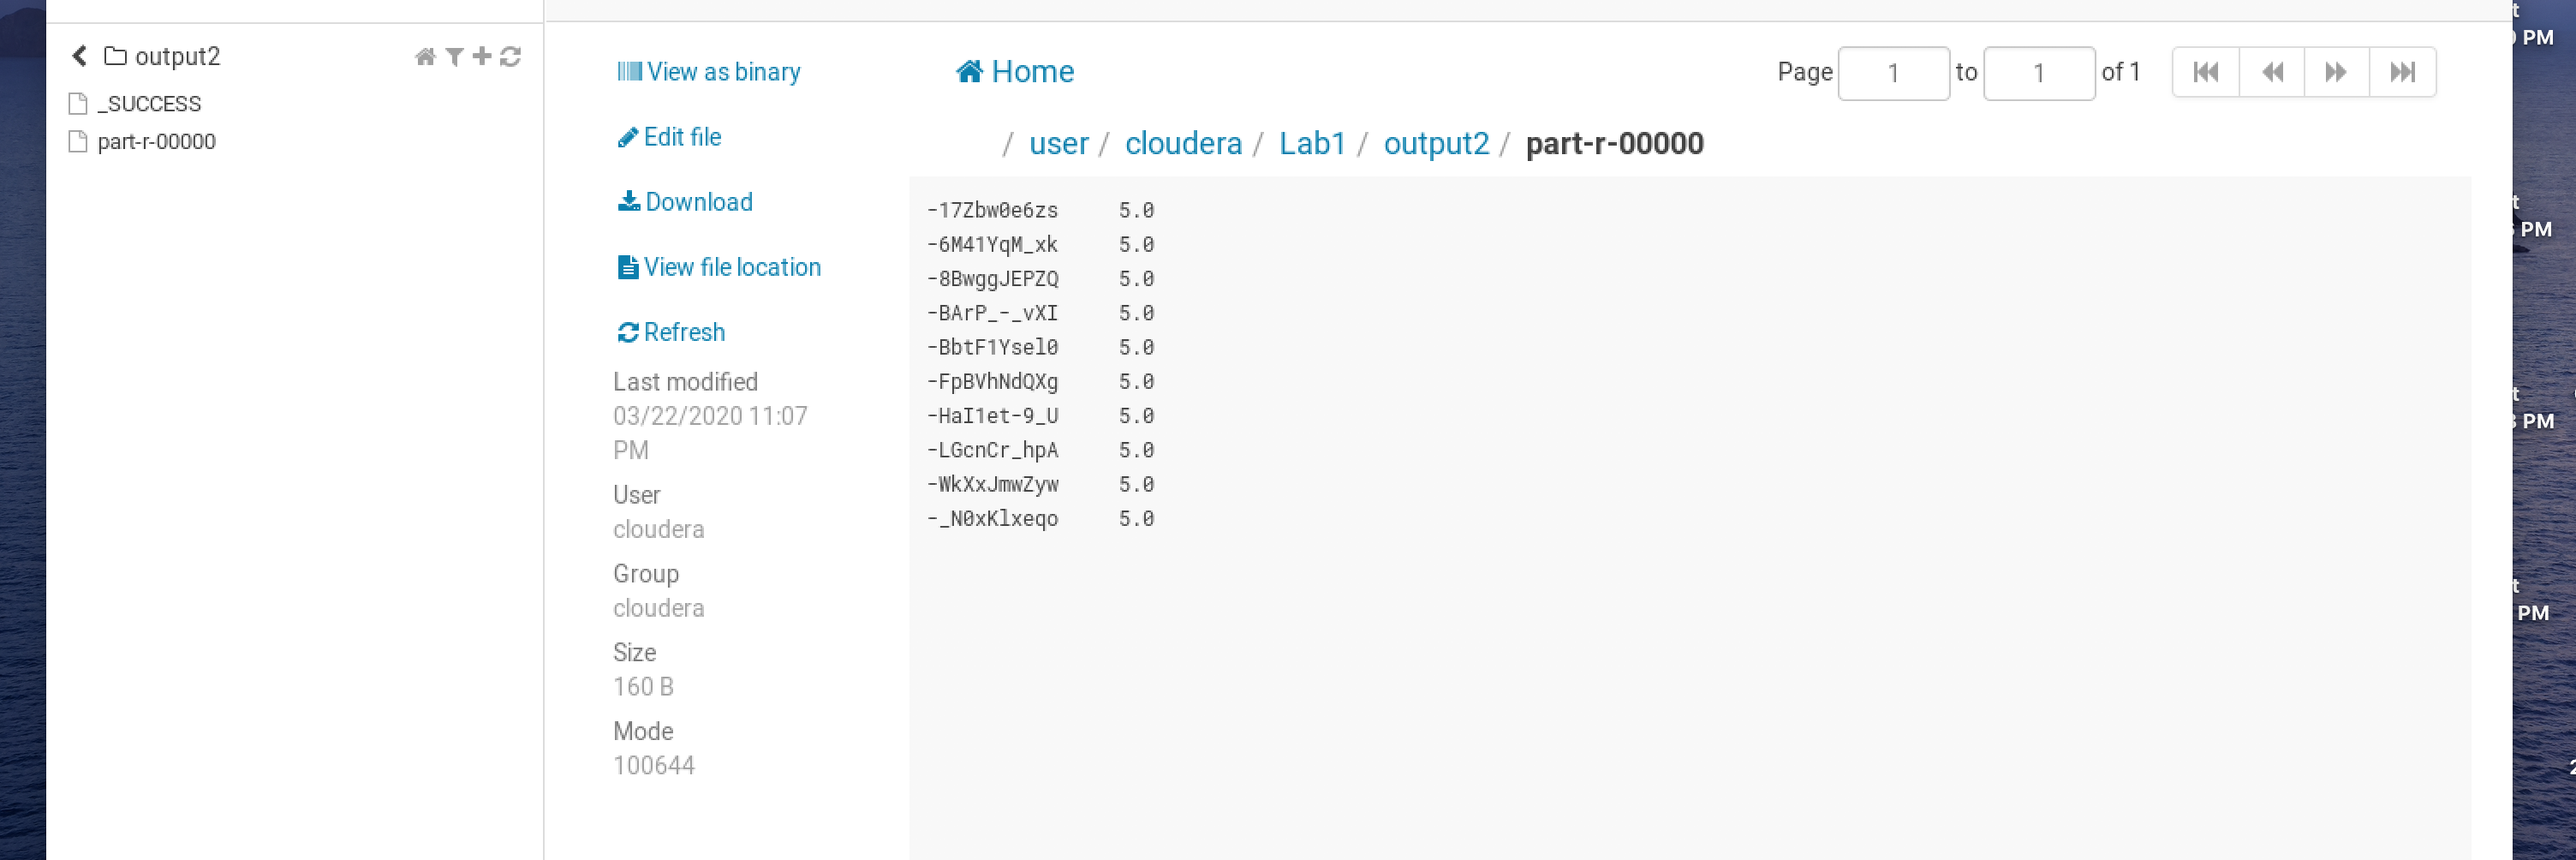 output2
_SUCCESS
part-r-00000
View as binary
Edit file
Download
View file location
Refresh
Last modified
03/22/2020 11:07
PM
User
cloudera
Group
cloudera
Size
160 B
Mode
100644
Home
Page 1 to 1 of 1
/ user / cloudera / Lab1 / output2 / part-r-00000
-17Zbw0e6zs 5.0
-6M41YqM_xk 5.0
-8BwggJEPZQ 5.0
-BArP_-_vXI 5.0
-BbtF1Ysel0 5.0
-FpBVhNdQXg 5.0
-HaI1et-9_U 5.0
-LGcnCr_hpA 5.0
-WkXxJmwZyw 5.0
-_N0xKlxeqo 5.0
PM
PM
PM
PM